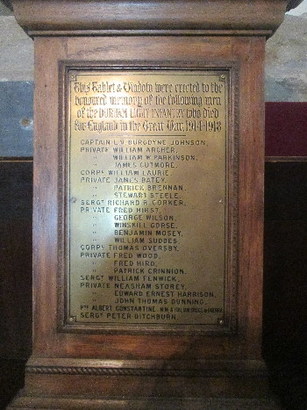 This Tablet & Window were erected to the
honoured memory of the following men
of the DURHAM LIGHT INFANTRY who died
for England in the Great War, 1914-1918
CAPTAIN L.V. BURGOYNE JOHNSON,
PRIVATE WILLIAM ARCHER,
" WILLIAM W. PARKINSON,
" JAMES CUTMORE,
CORPL WILLIAM LAURIE,
PRIVATE JAMES BATEY,
" PATRICK BRENNAN,
" STEWART STEELE,
SERGT RICHARD R. CORKER,
PRIVATE FRED HIRST,
" GEORGE WILSON,
" WINSKILL GORSE,
" BENJAMIN MOSEY,
" WILLIAM SUDDES,
CORPL THOMAS OVERSBY,
PRIVATE FRED WOOD,
" FRED HIRD,
" PATRICK CRINNION,
SERGT WILLIAM FENWICK,
PRIVATE NEASHAM STOREY,
" EDWARD ERNEST HARRISON,
" JOHN THOMAS DUNNING,
PTE ALBERT CONSTANTINE,
SERGT PETER DITCHBURN,